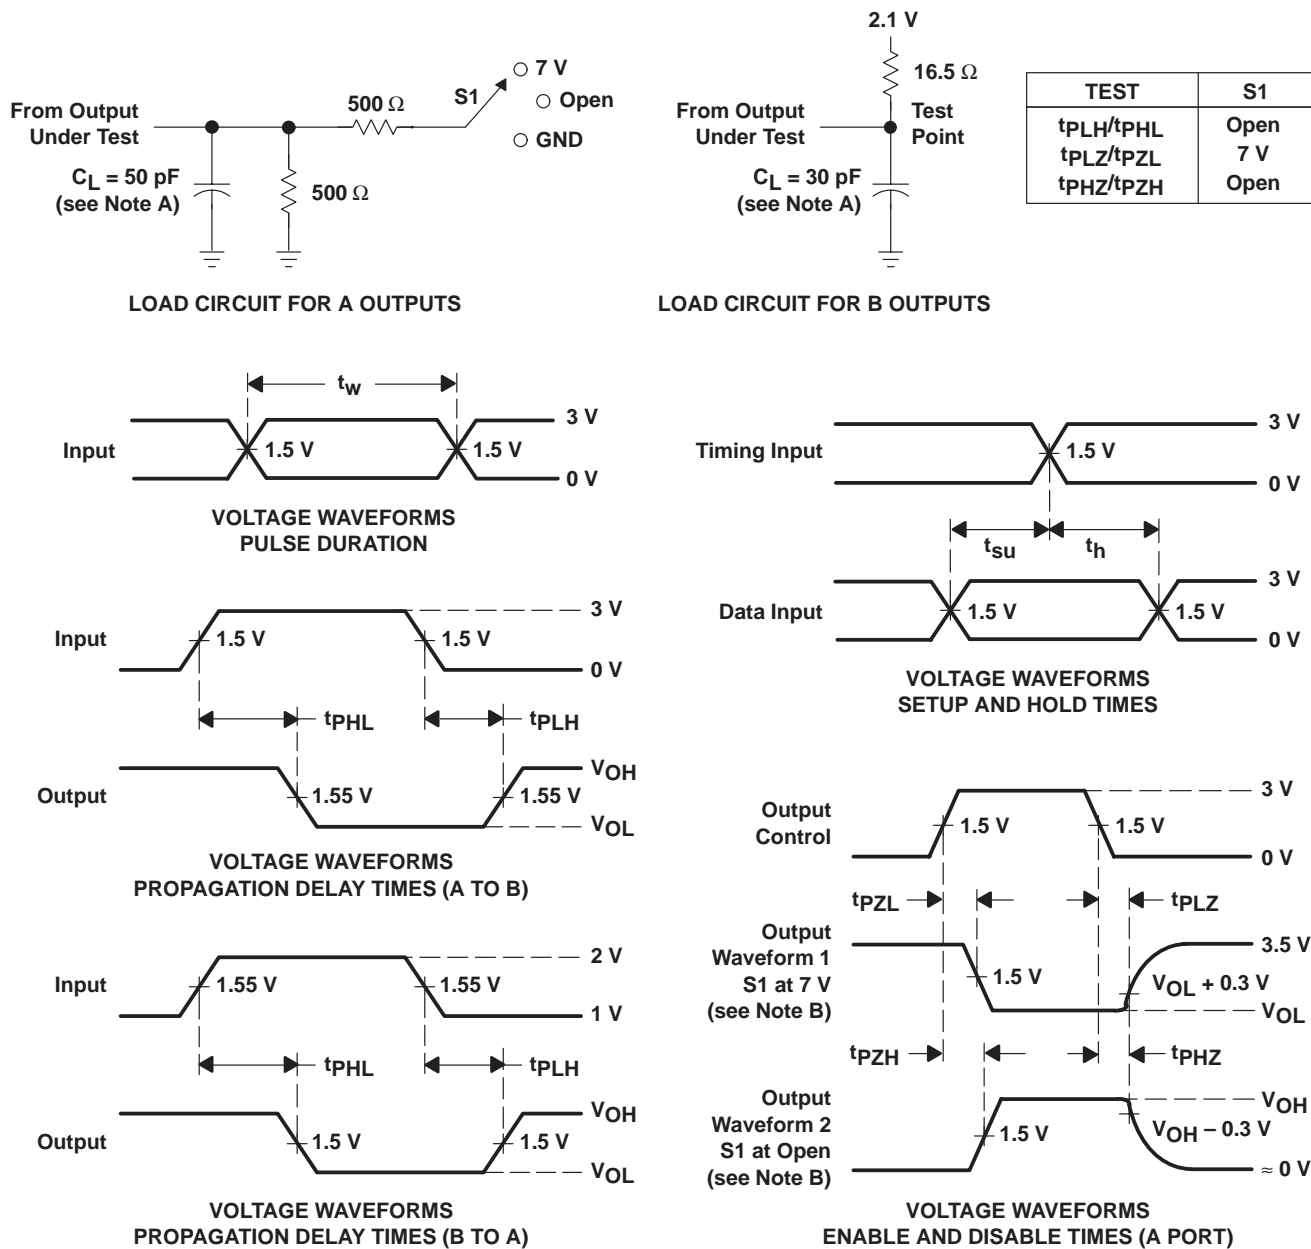 From Output
Under Test
CL = 50 pF
(see Note A)
500 Ω
500 Ω
S1
7 V
Open
GND
LOAD CIRCUIT FOR A OUTPUTS
2.1 V
16.5 Ω
From Output
Under Test
Test
Point
CL = 30 pF
(see Note A)
LOAD CIRCUIT FOR B OUTPUTS
TEST S1
tPLH/tPHL Open
tPLZ/tPZL 7 V
tPHZ/tPZH Open
tw
Input
1.5 V
1.5 V
3 V
0 V
VOLTAGE WAVEFORMS
PULSE DURATION
Timing Input
1.5 V
3 V
0 V
tsu
th
Data Input
1.5 V
1.5 V
3 V
0 V
VOLTAGE WAVEFORMS
SETUP AND HOLD TIMES
Input
1.5 V
1.5 V
3 V
0 V
tPHL
tPLH
Output
1.55 V
1.55 V
VOH
VOL
VOLTAGE WAVEFORMS
PROPAGATION DELAY TIMES (A TO B)
Input
1.55 V
1.55 V
2 V
1 V
tPHL
tPLH
Output
1.5 V
1.5 V
VOH
VOL
VOLTAGE WAVEFORMS
PROPAGATION DELAY TIMES (B TO A)
Output
Control
1.5 V
1.5 V
3 V
0 V
tPZL
tPLZ
Output
Waveform 1
S1 at 7 V
(see Note B)
1.5 V
3.5 V
VOL + 0.3 V
VOL
tPZH
tPHZ
Output
Waveform 2
S1 at Open
(see Note B)
1.5 V
VOH
VOH – 0.3 V
≈ 0 V
VOLTAGE WAVEFORMS
ENABLE AND DISABLE TIMES (A PORT)